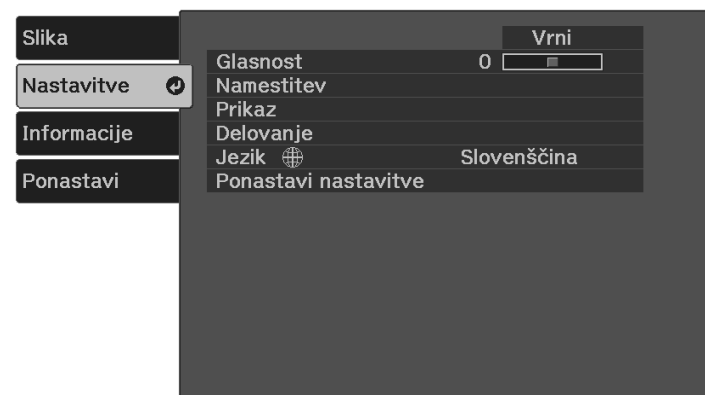 Slika
Nastavitve
Informacije
Ponastavi
Vrni
Glasnost 0
Namestitev
Prikaz
Delovanje
Jezik Slovenščina
Ponastavi nastavitve